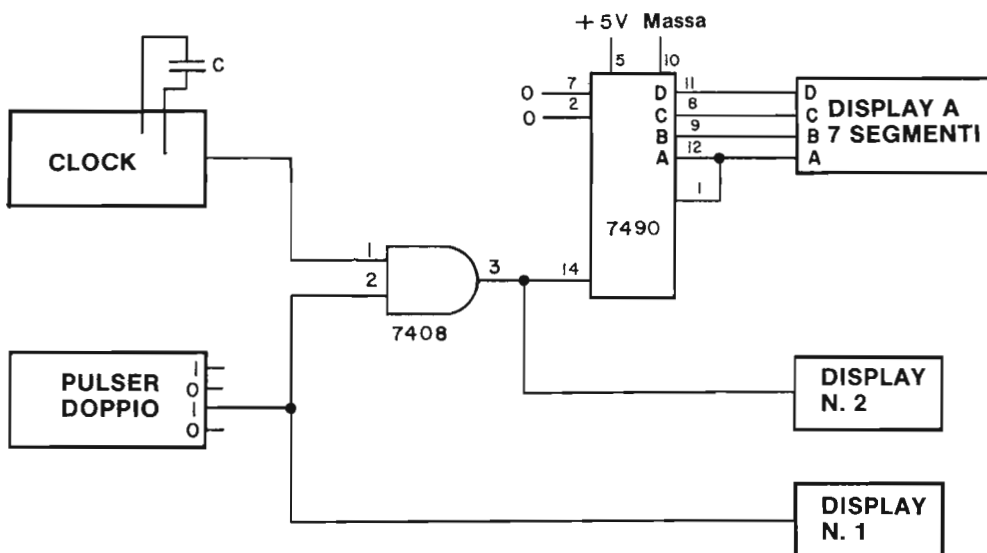 + 5V Massa
5 10
C
CLOCK
0 7
0 2
D 11
C 8
B 9
A 12
1
7490
D
C
B
A
DISPLAY A
7 SEGMENTI
1
2
3
14
7408
PULSER
DOPPIO
1
0
1
0
DISPLAY
N. 2
DISPLAY
N. 1